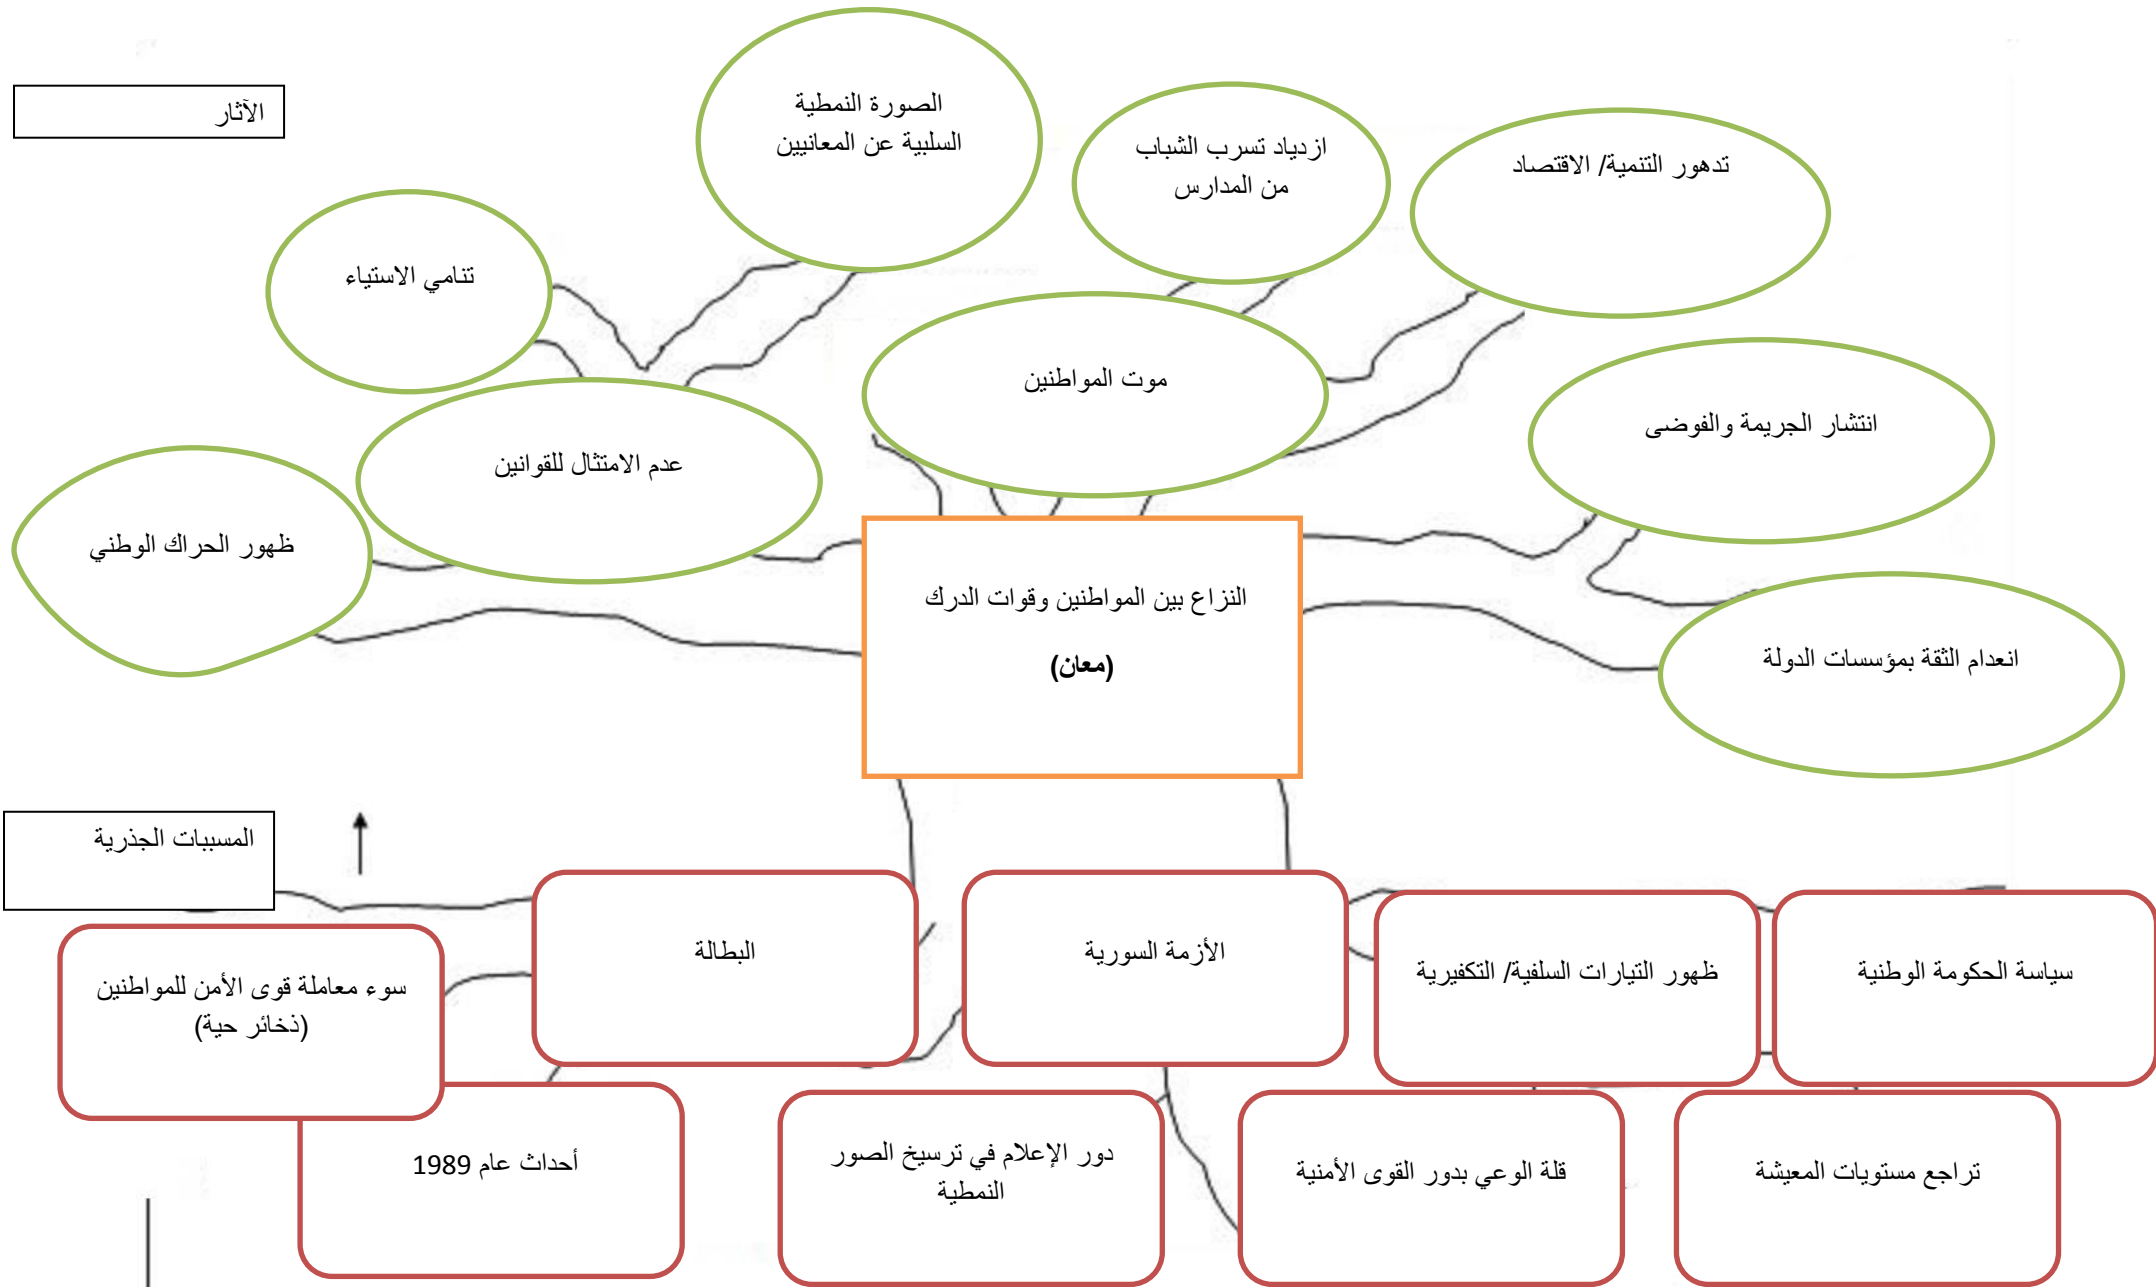 الآثار
الصورة النمطية
السلبية عن المعانيين
ازدياد تسرب الشباب
من المدارس
تدهور التنمية/ الاقتصاد
تنامي الاستياء
موت المواطنين
انتشار الجريمة والفوضى
عدم الامتثال للقوانين
ظهور الحراك الوطني
النزاع بين المواطنين وقوات الدرك
(معان)
انعدام الثقة بمؤسسات الدولة
المسببات الجذرية
سياسة الحكومة الوطنية
ظهور التيارات السلفية/ التكفيرية
الأزمة السورية
البطالة
سوء معاملة قوى الأمن للمواطنين
(ذخائر حية)
تراجع مستويات المعيشة
قلة الوعي بدور القوى الأمنية
دور الإعلام في ترسيخ الصور
النمطية
أحداث عام 1989